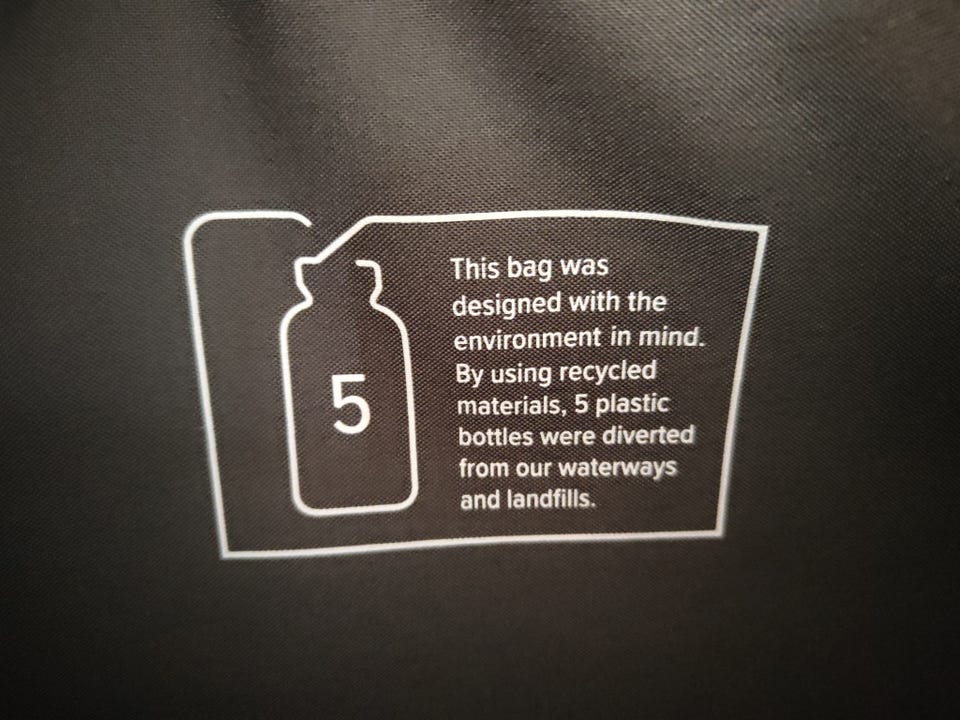 5
This bag was
designed with the
environment in mind.
By using recycled
materials, 5 plastic
bottles were diverted
from our waterways
and landfills.